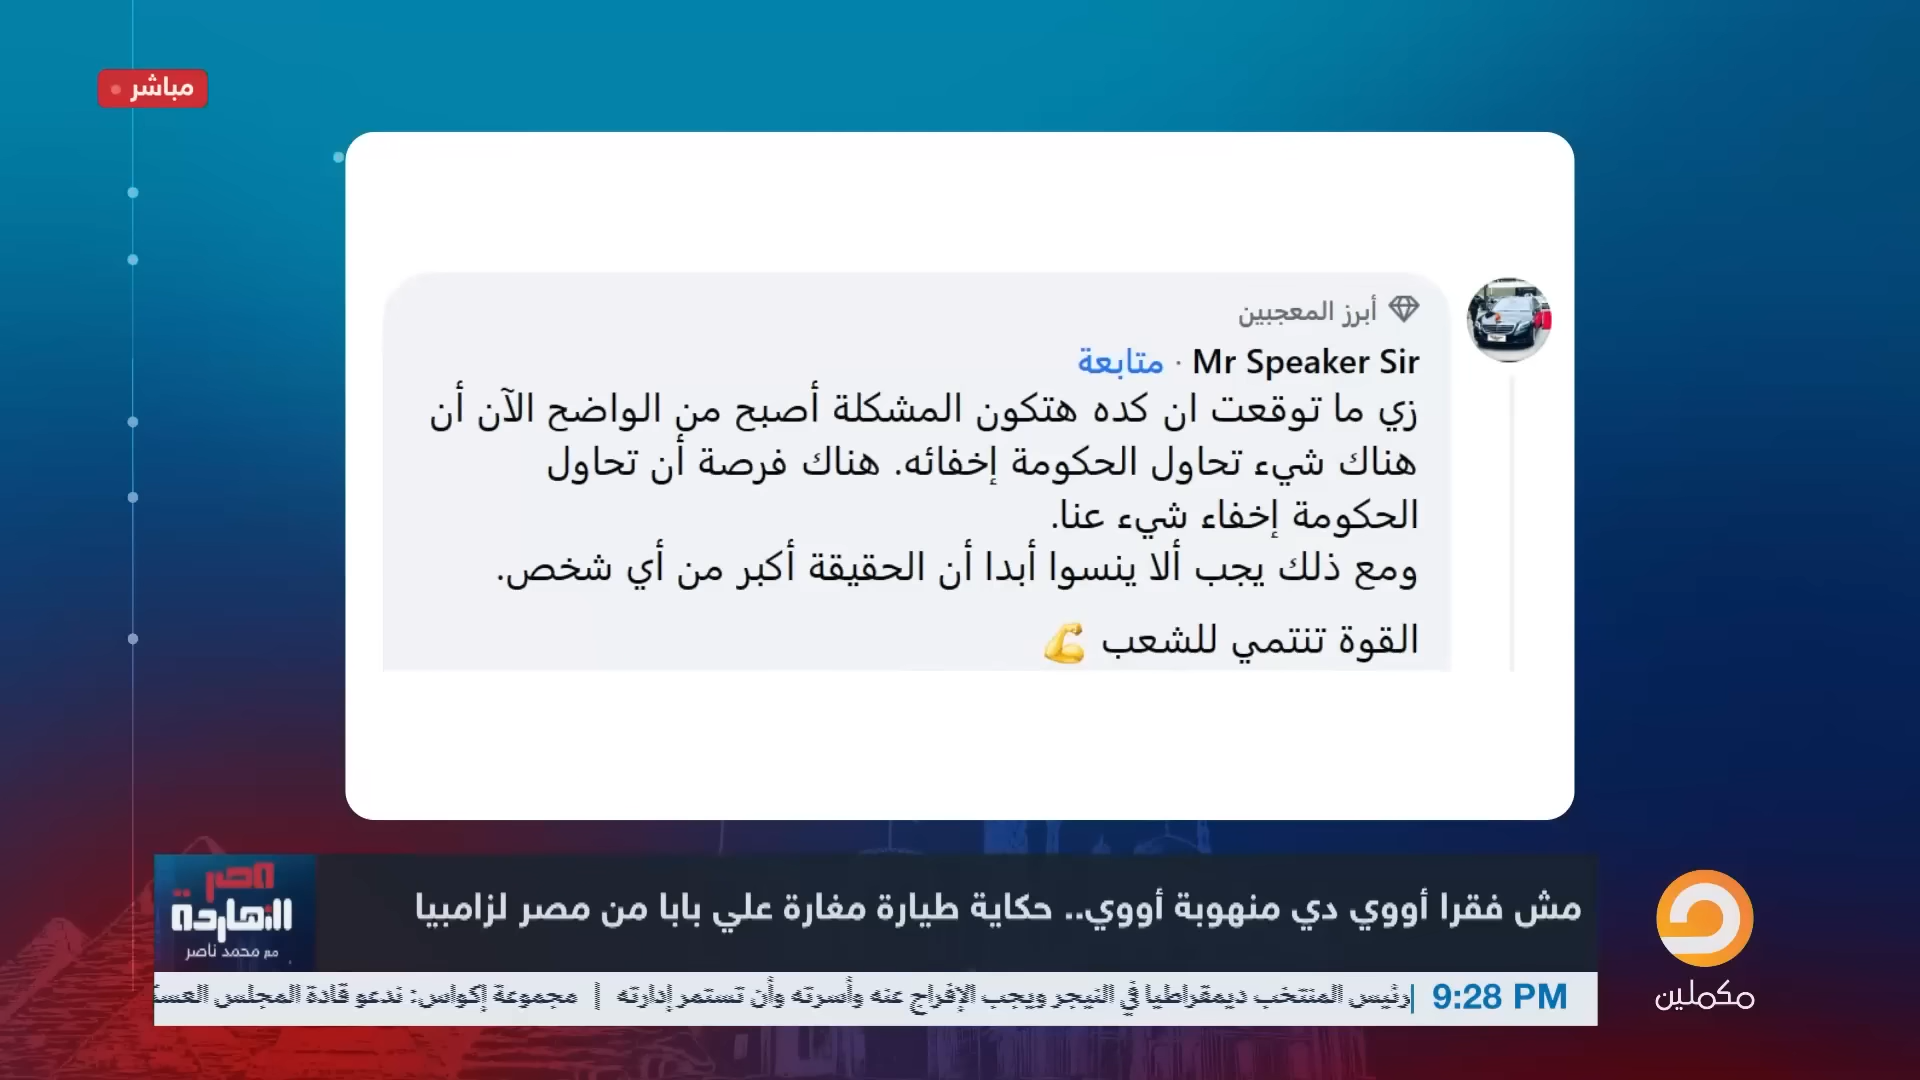 مباشر
أبرز المعجبين
Mr Speaker Sir · متابعة
زي ما توقعت ان كده هتكون المشكلة أصبح من الواضح الآن أن
هناك شيء تحاول الحكومة إخفائه. هناك فرصة أن تحاول
الحكومة إخفاء شيء عنا.
ومع ذلك يجب ألا ينسوا أبدا أن الحقيقة أكبر من أي شخص.
القوة تنتمي للشعب 💪
مصر
النهاردة
مع محمد ناصر
مش فقرا أووي دي منهوبة أووي.. حكاية طيارة مغارة علي بابا من مصر لزامبيا
9:28 PM
رئيس المنتخب ديمقراطيا في النيجر ويجب الإفراج عنه وأسرته وأن تستمر إدارته | مجموعة إكواس: ندعو قادة المجلس
مكملين